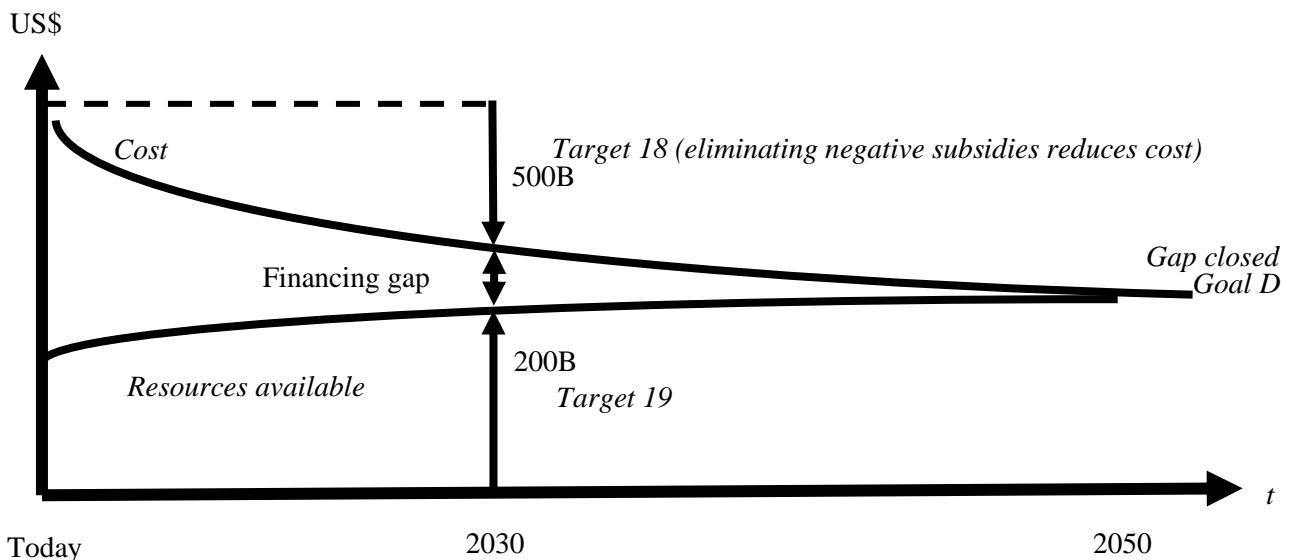 US$
Cost
Target 18 (eliminating negative subsidies reduces cost)
500B
Gap closed
Goal D
Financing gap
200B
Resources available
Target 19
t
Today
2030
2050